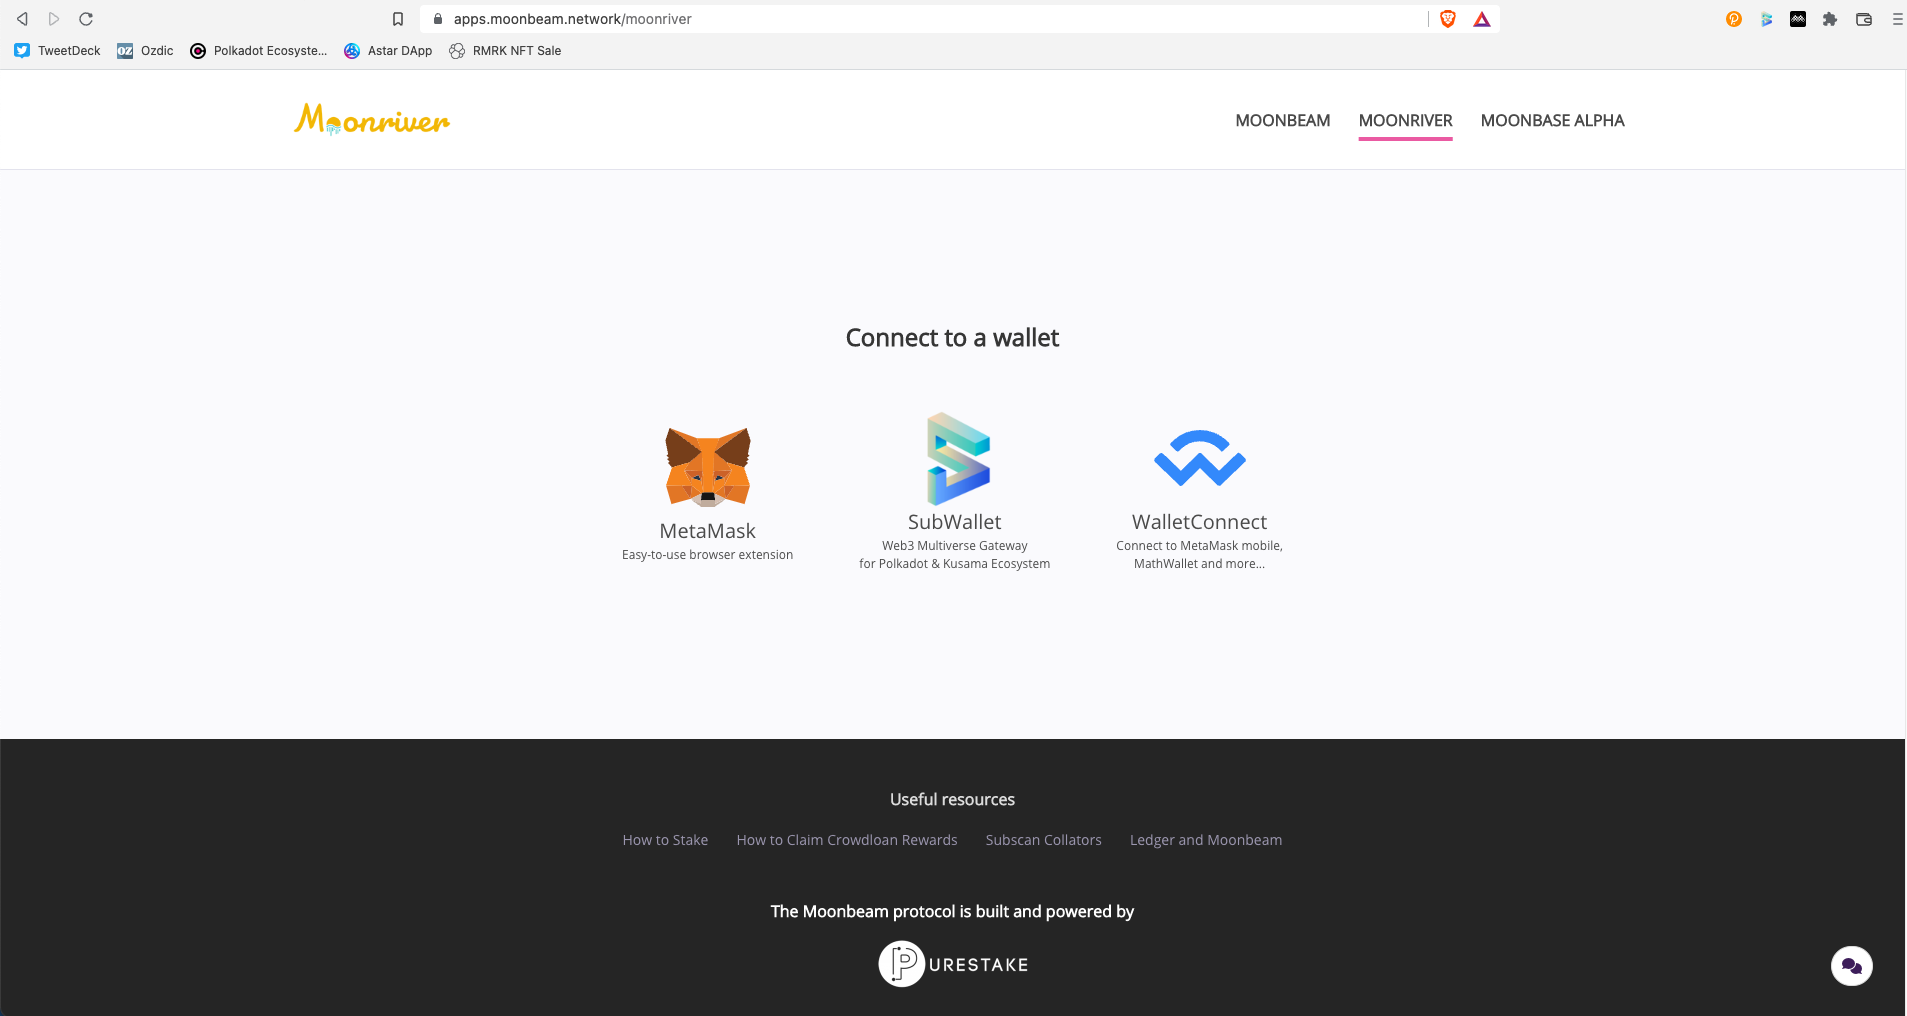 apps.moonbeam.network/moonriver
TweetDeck
OZ Ozdic
Polkadot Ecosyste...
Astar DApp
RMRK NFT Sale
Moonriver
MOONBEAM
MOONRIVER
MOONBASE ALPHA
Connect to a wallet
MetaMask
Easy-to-use browser extension
SubWallet
Web3 Multiverse Gateway
for Polkadot & Kusama Ecosystem
WalletConnect
Connect to MetaMask mobile,
MathWallet and more...
Useful resources
How to Stake
How to Claim Crowdloan Rewards
Subscan Collators
Ledger and Moonbeam
The Moonbeam protocol is built and powered by
PURESTAKE